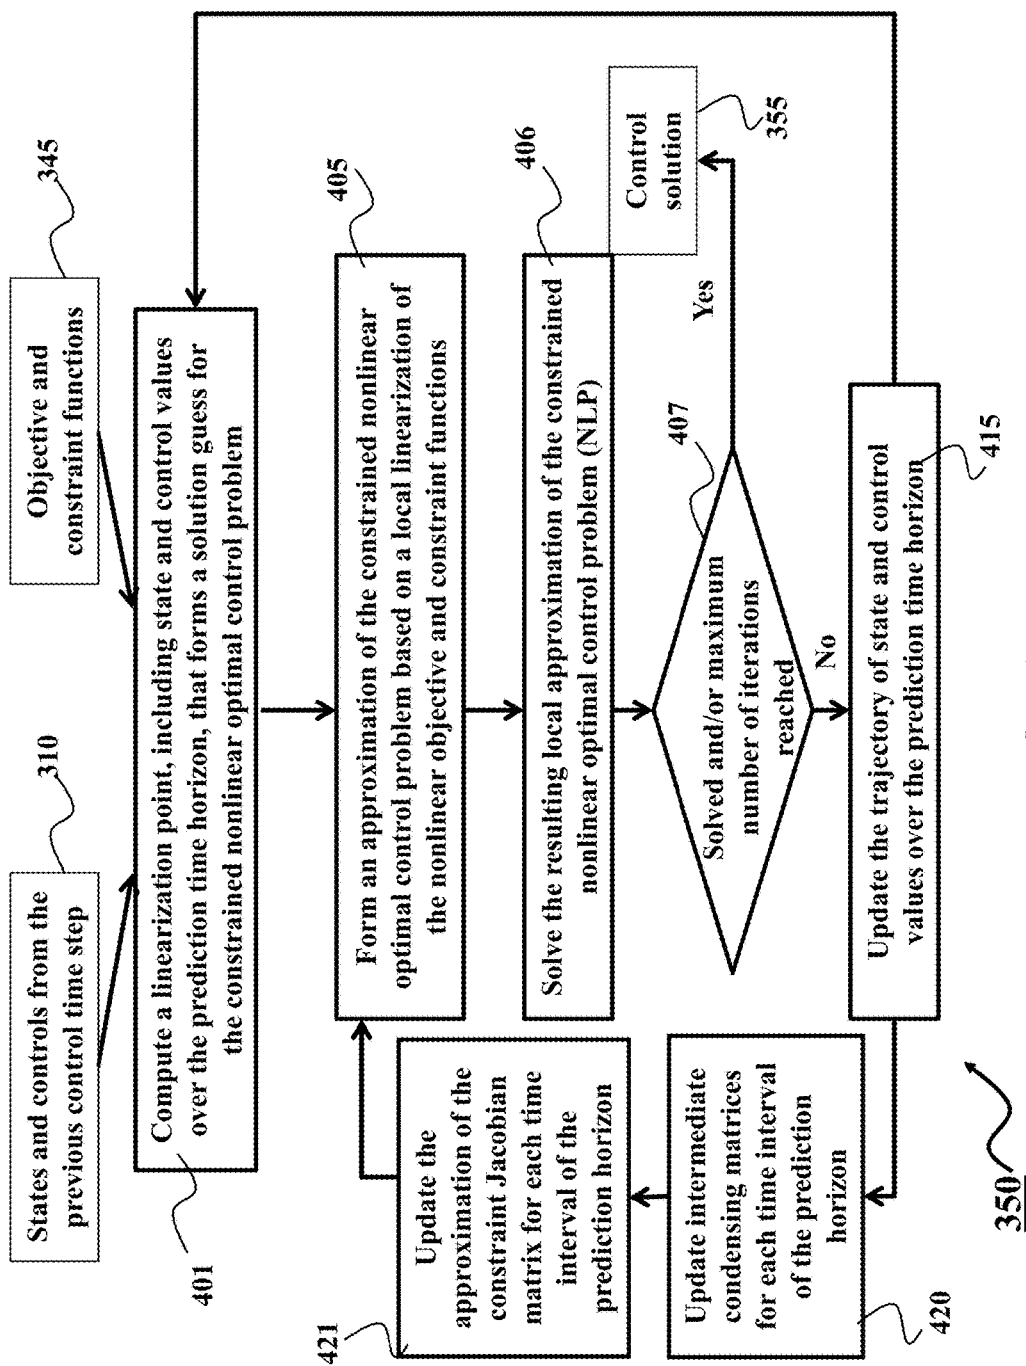 States and controls from the
previous control time step
310
Objective and
constraint functions
345
Compute a linearization point, including state and control values
over the prediction time horizon, that forms a solution guess for
the constrained nonlinear optimal control problem
401
Form an approximation of the constrained nonlinear
optimal control problem based on a local linearization of
the nonlinear objective and constraint functions
405
Solve the resulting local approximation of the constrained
nonlinear optimal control problem (NLP)
406
Control
solution
355
Solved and/or maximum
number of iterations
reached
407
Yes
No
Update the trajectory of state and control
values over the prediction time horizon
415
Update the
approximation of the
constraint Jacobian
matrix for each time
interval of the
prediction horizon
421
Update intermediate
condensing matrices
for each time interval
of the prediction
horizon
420
350